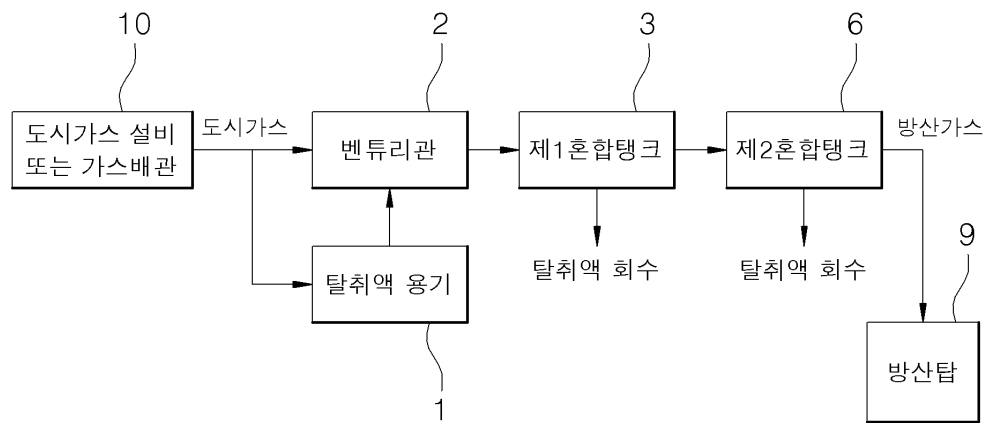 10
2
3
6
도시가스 설비
또는 가스배관
도시가스
벤튜리관
제1혼합탱크
제2혼합탱크
방산가스
탈취액 용기
탈취액 회수
탈취액 회수
9
방산탑
1